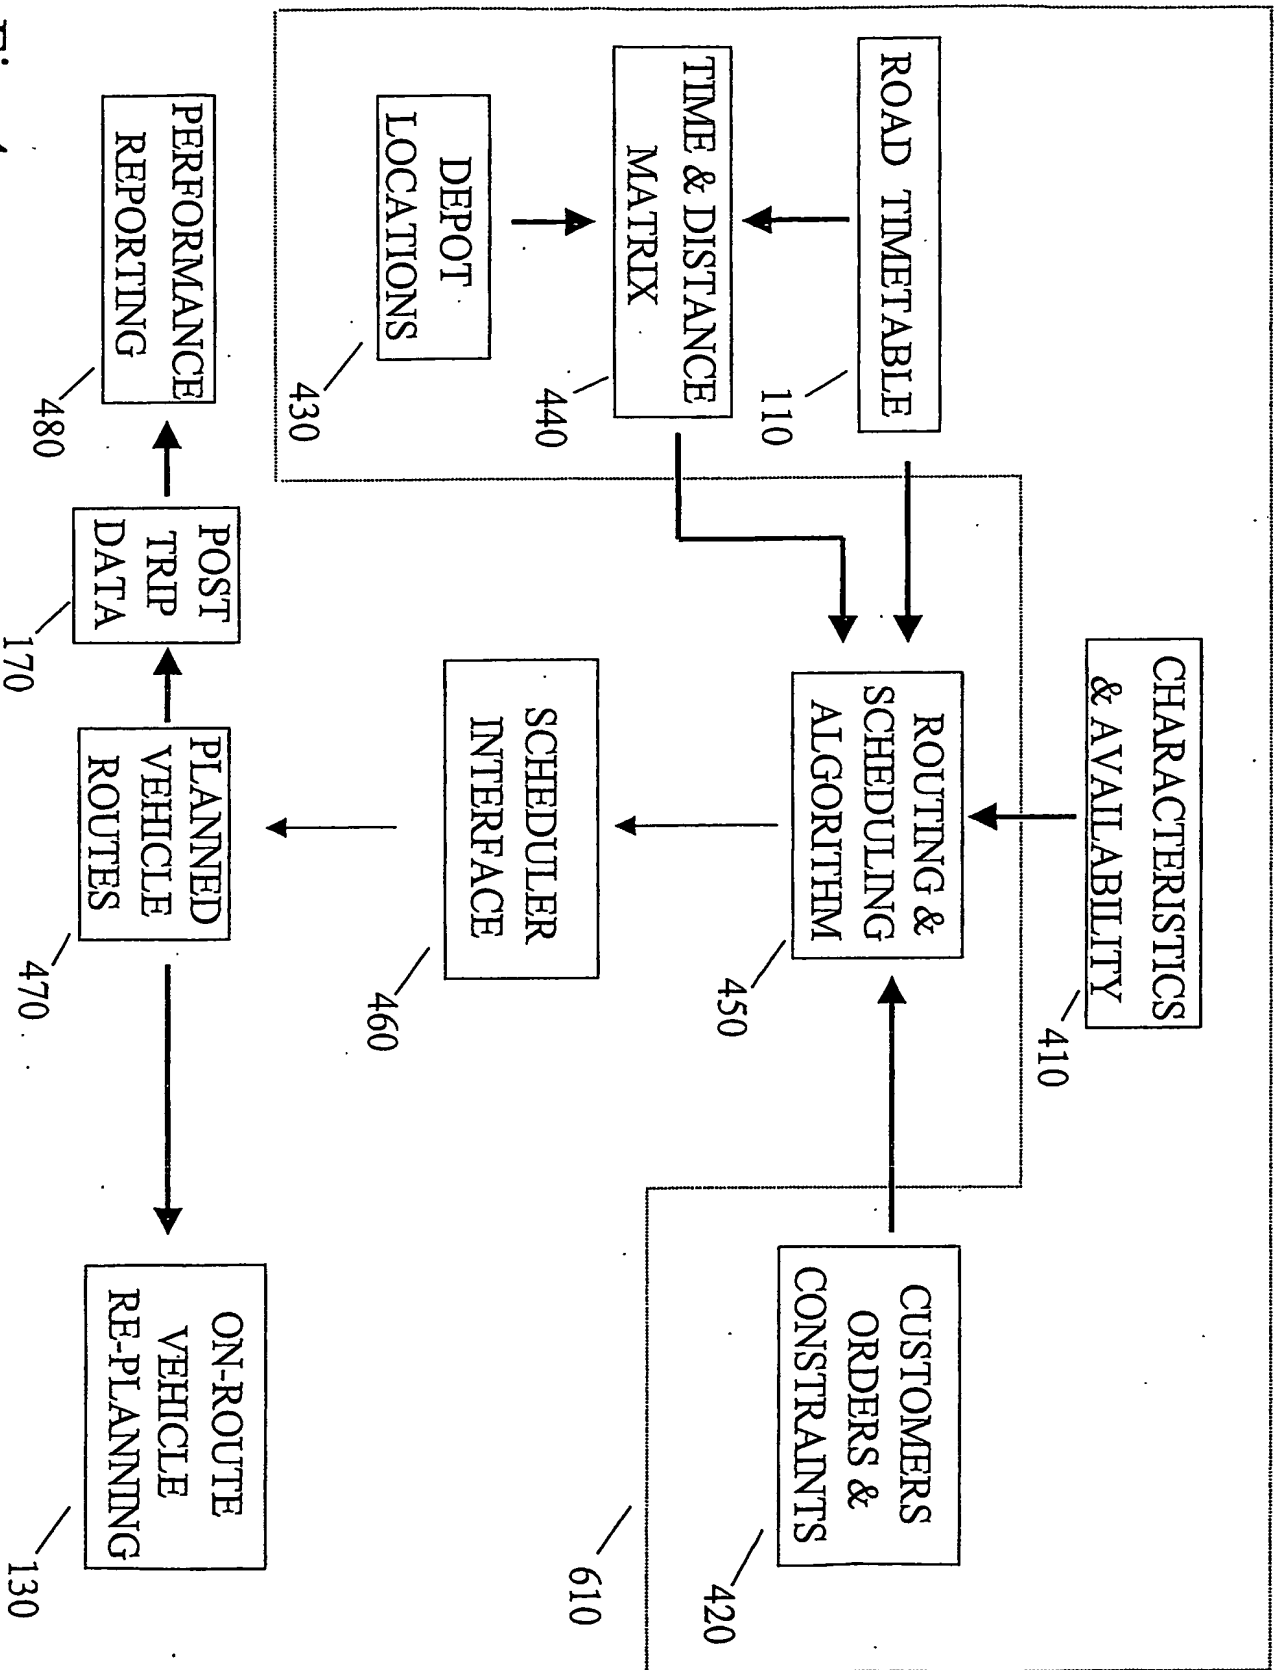 CHARACTERISTICS
& AVAILABILITY
410
ROAD TIMETABLE
110
TIME & DISTANCE
MATRIX
440
DEPOT
LOCATIONS
430
ROUTING &
SCHEDULING
ALGORITHM
450
CUSTOMERS
ORDERS &
CONSTRAINTS
420
610
SCHEDULER
INTERFACE
460
PERFORMANCE
REPORTING
480
POST
TRIP
DATA
170
PLANNED
VEHICLE
ROUTES
470
ON-ROUTE
VEHICLE
RE-PLANNING
130